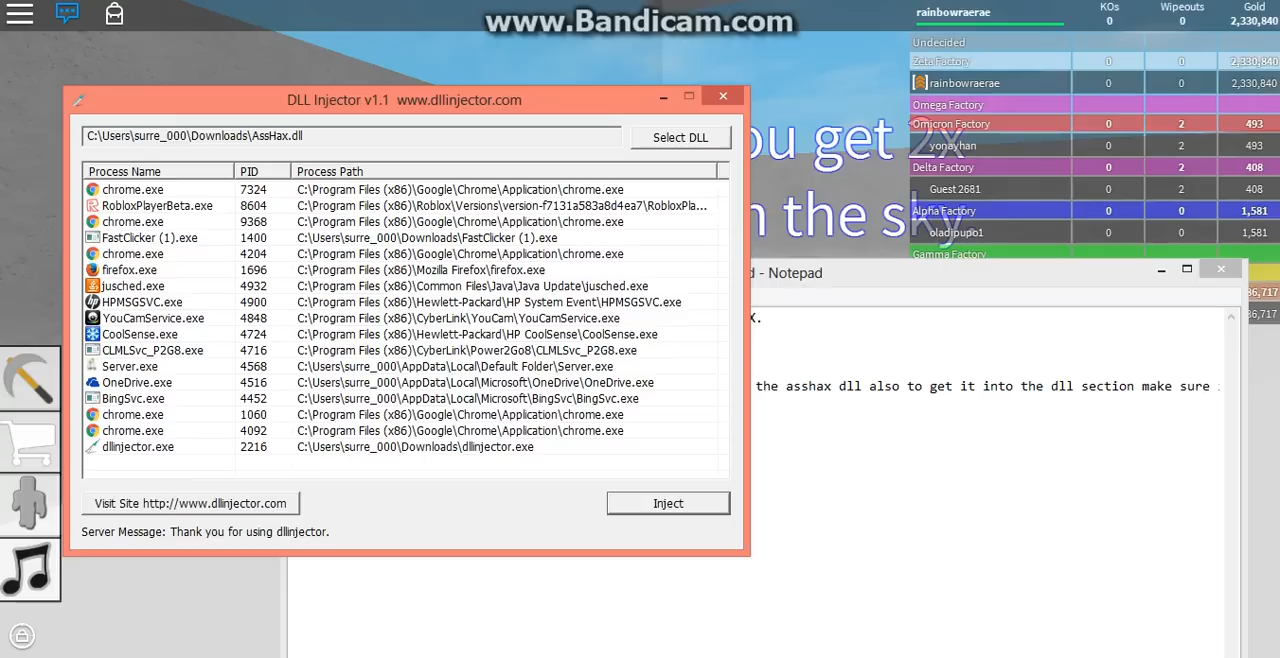 www.Bandicam.com
rainbowraerae
KOs
Wipeouts
Gold
0
0
2,330,840
Undecided
Zeta Factory 0 0 2,330,840
rainbowraerae 0 0 2,330,840
Omega Factory
Omicron Factory 0 2 493
yonayhan 0 2 493
Delta Factory 0 2 408
Guest 2681 0 2 408
Alpha Factory 0 0 1,581
oladjpupo1 0 0 1,581
Gamma Factory
36,717
36,717
ou get 2x
n the sky
DLL Injector v1.1 www.dllinjector.com
C:\Users\surre_000\Downloads\AssHax.dll
Select DLL
Process Name PID Process Path
chrome.exe 7324 C:\Program Files (x86)\Google\Chrome\Application\chrome.exe
RobloxPlayerBeta.exe 8604 C:\Program Files (x86)\Roblox\Versions\version-f7131a583a8d4ea7\RobloxPla...
chrome.exe 9368 C:\Program Files (x86)\Google\Chrome\Application\chrome.exe
FastClicker (1).exe 1400 C:\Users\surre_000\Downloads\FastClicker (1).exe
chrome.exe 4204 C:\Program Files (x86)\Google\Chrome\Application\chrome.exe
firefox.exe 1696 C:\Program Files (x86)\Mozilla Firefox\firefox.exe
jusched.exe 4932 C:\Program Files (x86)\Common Files\Java\Java Update\jusched.exe
HPMSGSVC.exe 4900 C:\Program Files (x86)\Hewlett-Packard\HP System Event\HPMSGSVC.exe
YouCamService.exe 4848 C:\Program Files (x86)\CyberLink\YouCam\YouCamService.exe
CoolSense.exe 4724 C:\Program Files (x86)\Hewlett-Packard\HP CoolSense\CoolSense.exe
CLMLSvc_P2G8.exe 4716 C:\Program Files (x86)\CyberLink\Power2Go8\CLMLSvc_P2G8.exe
Server.exe 4568 C:\Users\surre_000\AppData\Local\Default Folder\Server.exe
OneDrive.exe 4516 C:\Users\surre_000\AppData\Local\Microsoft\OneDrive\OneDrive.exe
BingSvc.exe 4452 C:\Users\surre_000\AppData\Local\Microsoft\BingSvc\BingSvc.exe
chrome.exe 1060 C:\Program Files (x86)\Google\Chrome\Application\chrome.exe
chrome.exe 4092 C:\Program Files (x86)\Google\Chrome\Application\chrome.exe
dllinjector.exe 2216 C:\Users\surre_000\Downloads\dllinjector.exe
Visit Site http://www.dllinjector.com
Inject
Server Message: Thank you for using dllinjector.
d - Notepad
X.
the asshax dll also to get it into the dll section make sure